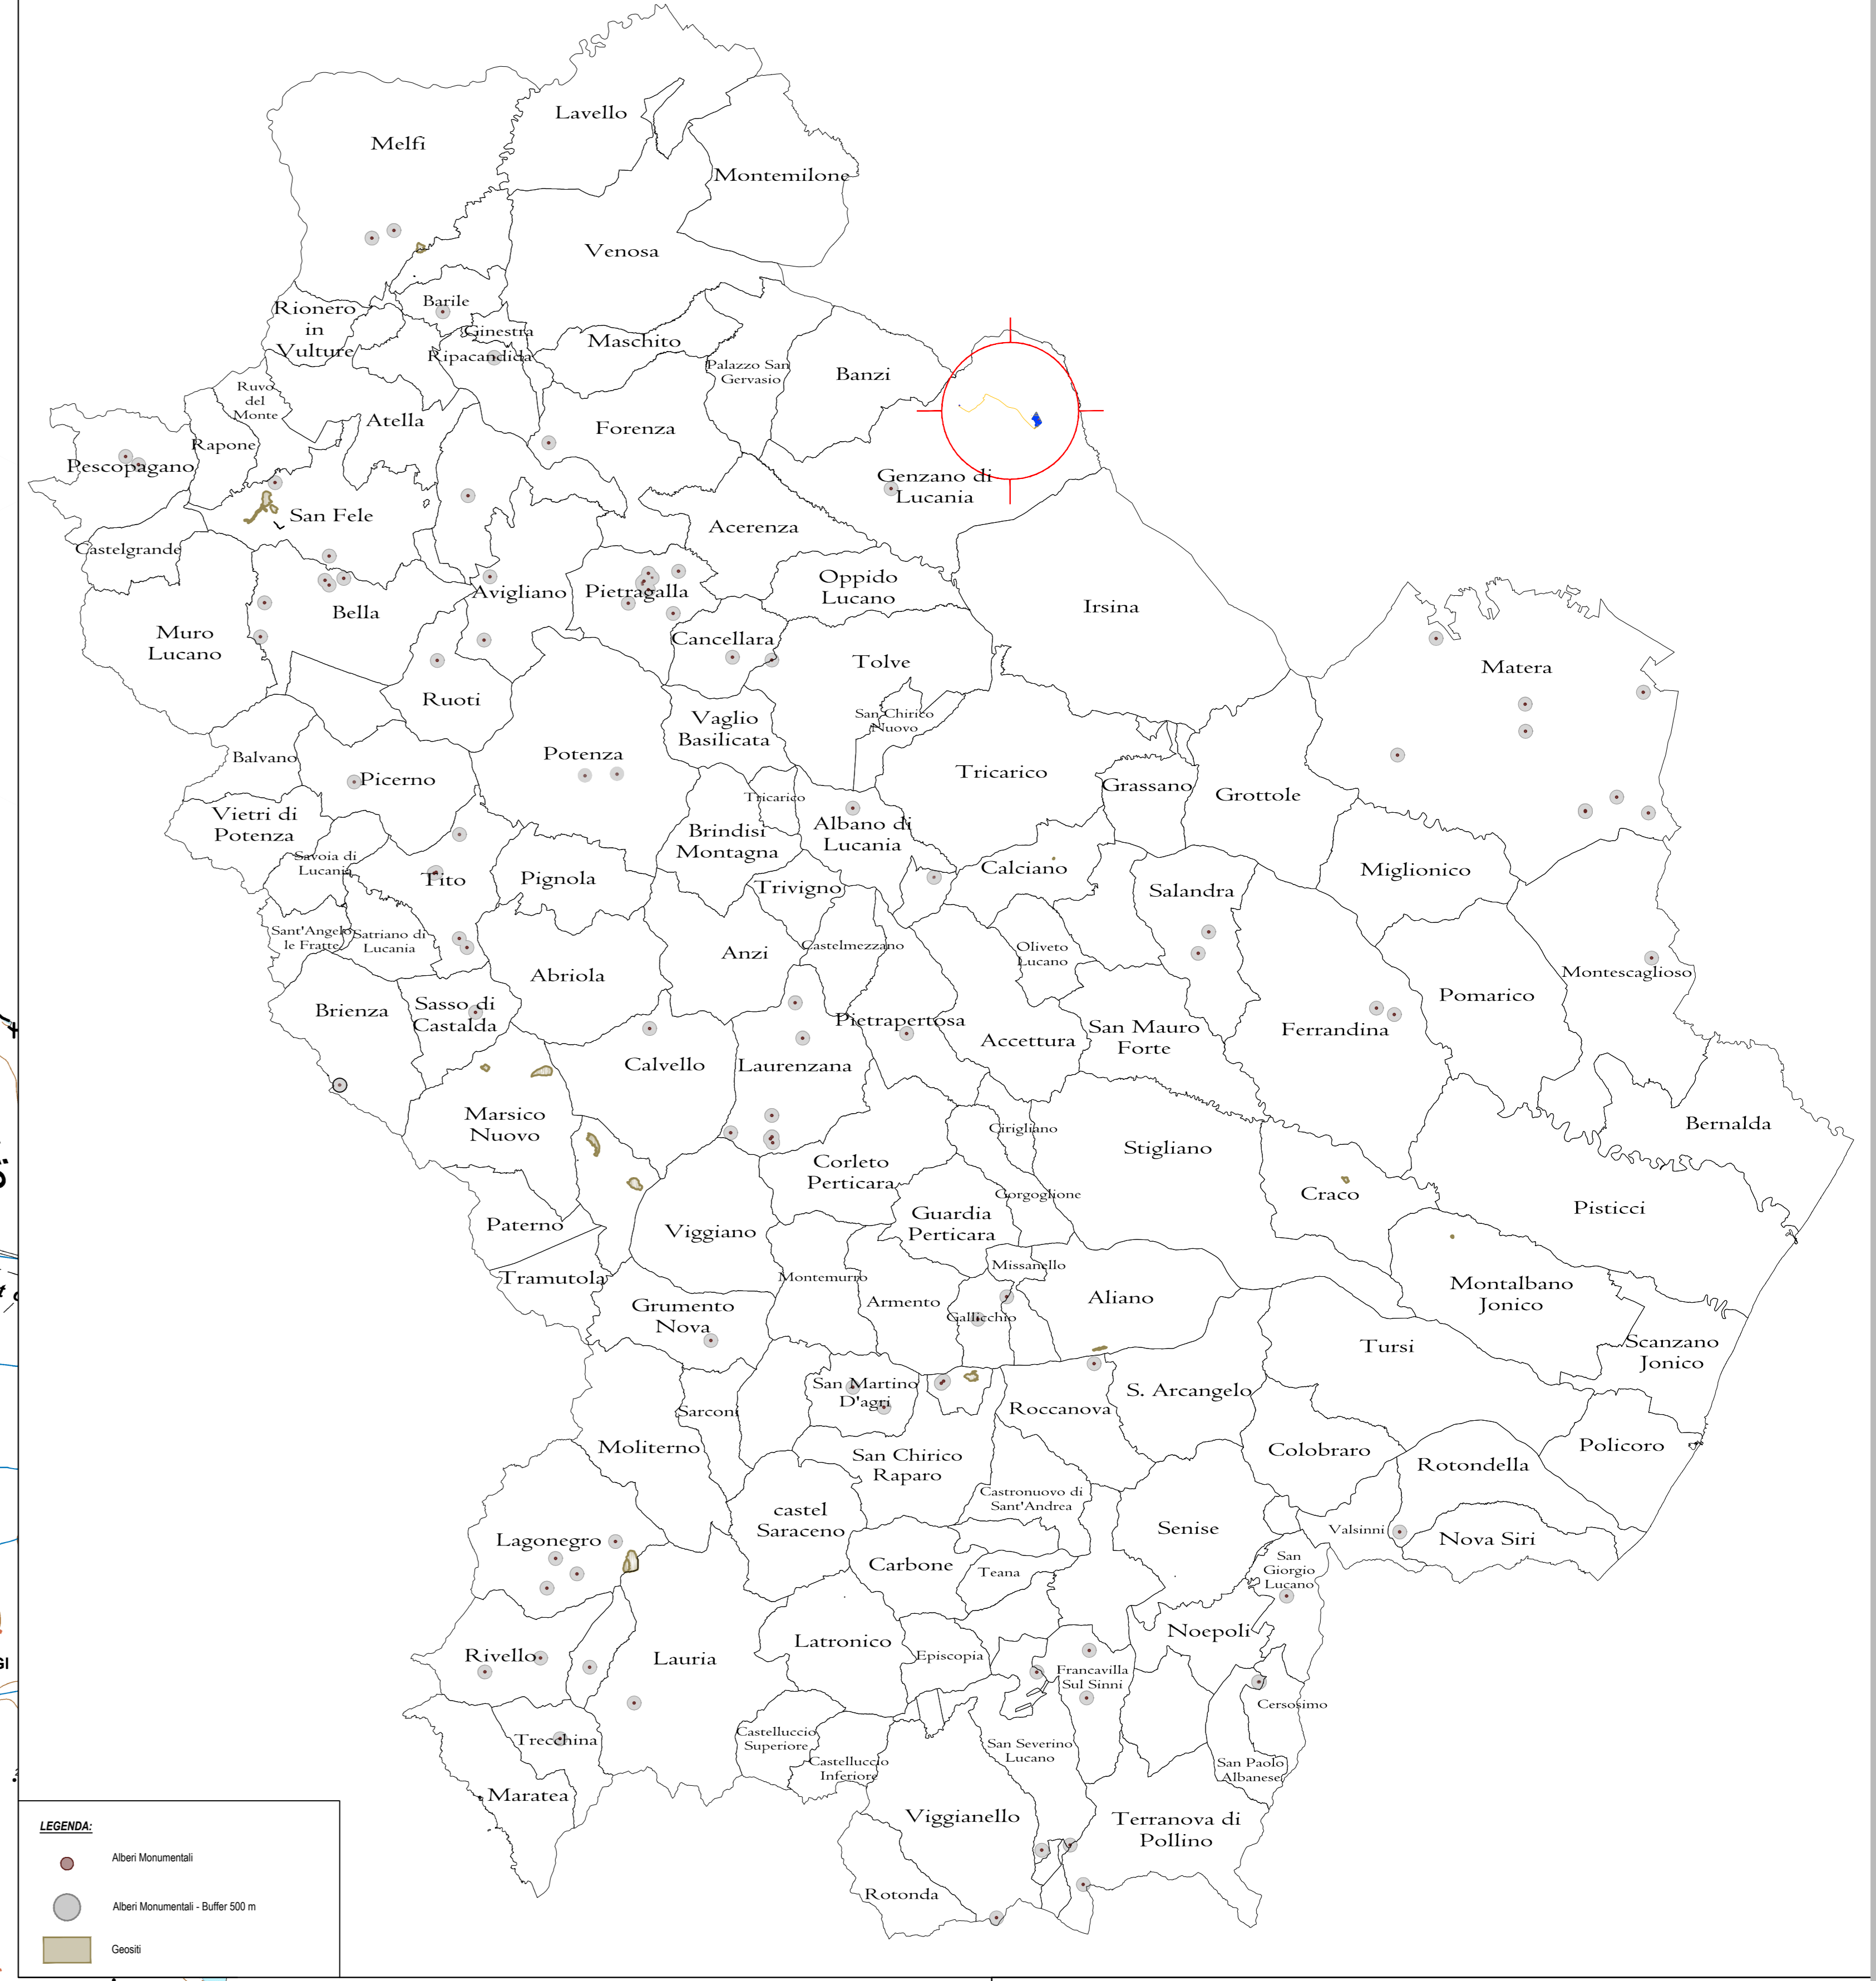 Lavello
Melfi
Montemilone
Venosa
Barile
Rionero
in
Vulture
Ginestra
Maschito
Ripacandida
Palazzo San
Gervasio
Banzi
Ruvo
del
Monte
Atella
Forenza
Rapone
Pescopagano
Genzano di
Lucania
San Fele
Acerenza
Castelgrande
Avigliano
Pietragalla
Oppido
Lucano
Irsina
Bella
Muro
Lucano
Cancellara
Tolve
Matera
Ruoti
Vaglio
Basilicata
San Chirico
Nuovo
Potenza
Balvano
Picerno
Tricarico
Grassano
Grottole
Tricarico
Vietri di
Potenza
Brindisi
Montagna
Albano di
Lucania
Savoia di
Lucania
Tito
Pignola
Trivigno
Calciano
Salandra
Miglionico
Sant'Angelo
le Fratte
Satriano di
Lucania
Anzi
Castelmezzano
Oliveto
Lucano
Abriola
Montescaglioso
Pomarico
Brienza
Sasso di
Castalda
Pietrapertosa
Accettura
San Mauro
Forte
Ferrandina
Calvello
Laurenzana
Marsico
Nuovo
Cirigliano
Stigliano
Bernalda
Corleto
Perticara
Gorgoglione
Craco
Pisticci
Paterno
Viggiano
Guardia
Perticara
Missanello
Tramutola
Montemurro
Armento
Aliano
Montalbano
Jonico
Grumento
Nova
Gallicchio
Tursi
Scanzano
Jonico
San Martino
D'agri
Sarconi
Roccanova
S. Arcangelo
Moliterno
San Chirico
Raparo
Colobraro
Policoro
Rotondella
Castronuovo di
Sant'Andrea
castel
Saraceno
Senise
Valsinni
Nova Siri
Lagonegro
Carbone
Teana
San
Giorgio
Lucano
Noepoli
Latronico
Episcopia
Rivello
Lauria
Francavilla
Sul Sinni
Cersosimo
Trecchina
Castelluccio
Superiore
San Severino
Lucano
Castelluccio
Inferiore
San Paolo
Albanese
Maratea
Viggianello
Terranova di
Pollino
Rotonda
GI
LEGENDA:
Alberi Monumentali
Alberi Monumentali - Buffer 500 m
Geositi